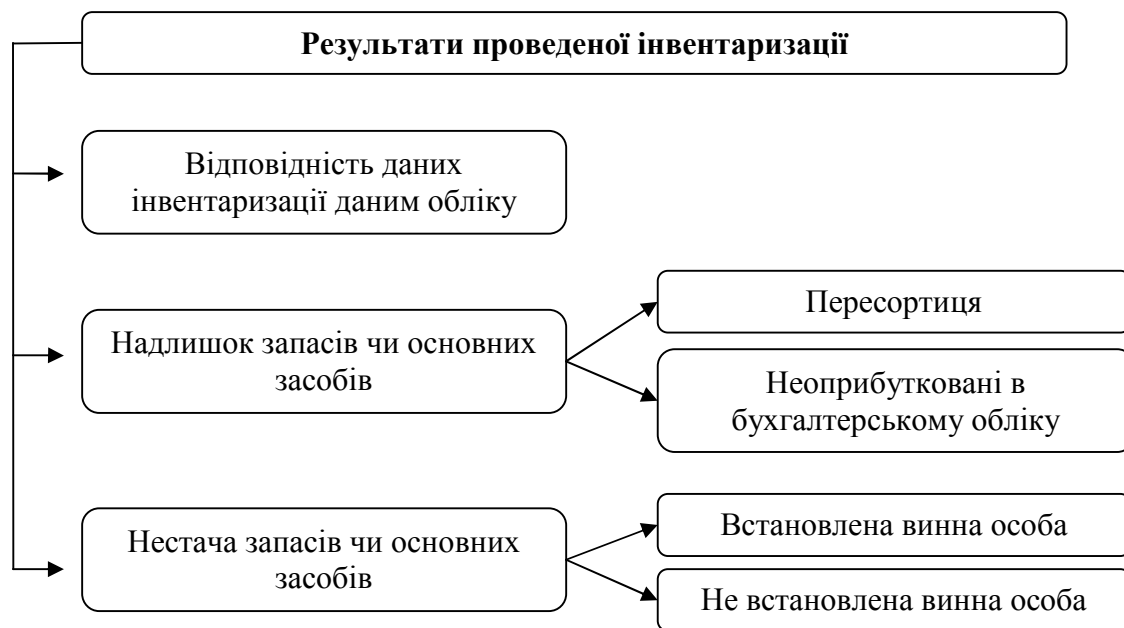 Результати проведеної інвентаризації
Відповідність даних
інвентаризації даним обліку
Надлишок запасів чи основних
засобів
Пересортиця
Неоприбутковані в
бухгалтерському обліку
Нестача запасів чи основних
засобів
Встановлена винна особа
Не встановлена винна особа